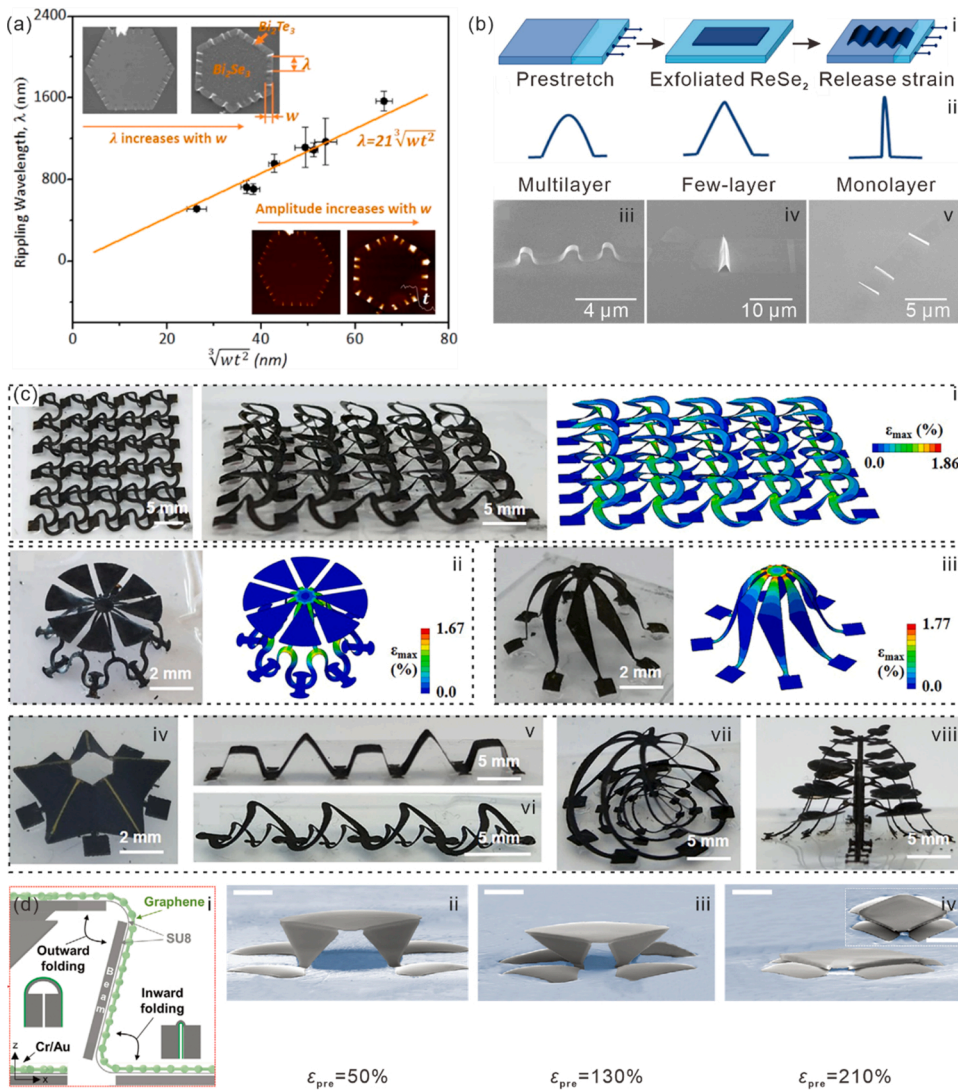 (a)
Bi2Te3
Bi2Se3
λ
w
λ increases with w
λ=21 ∛wt²
Amplitude increases with w
t
Rippling Wavelength, λ (nm)
2400
2000
1600
1200
800
400
0
0
20
40
60
80
∛wt² (nm)
(b)
i
Prestretch
Exfoliated ReSe2
Release strain
ii
Multilayer
Few-layer
Monolayer
iii
4 μm
iv
10 μm
v
5 μm
(c)
5 mm
5 mm
i
εmax (%)
0.0
1.86
ii
2 mm
1.67
εmax
(%)
0.0
iii
2 mm
1.77
εmax
(%)
0.0
iv
2 mm
v
5 mm
vi
5 mm
vii
5 mm
viii
5 mm
(d)
i
Graphene
SU8
Outward
folding
Beam
Inward
folding
Cr/Au
z
x
ii
iii
iv
εpre=50%
εpre=130%
εpre=210%